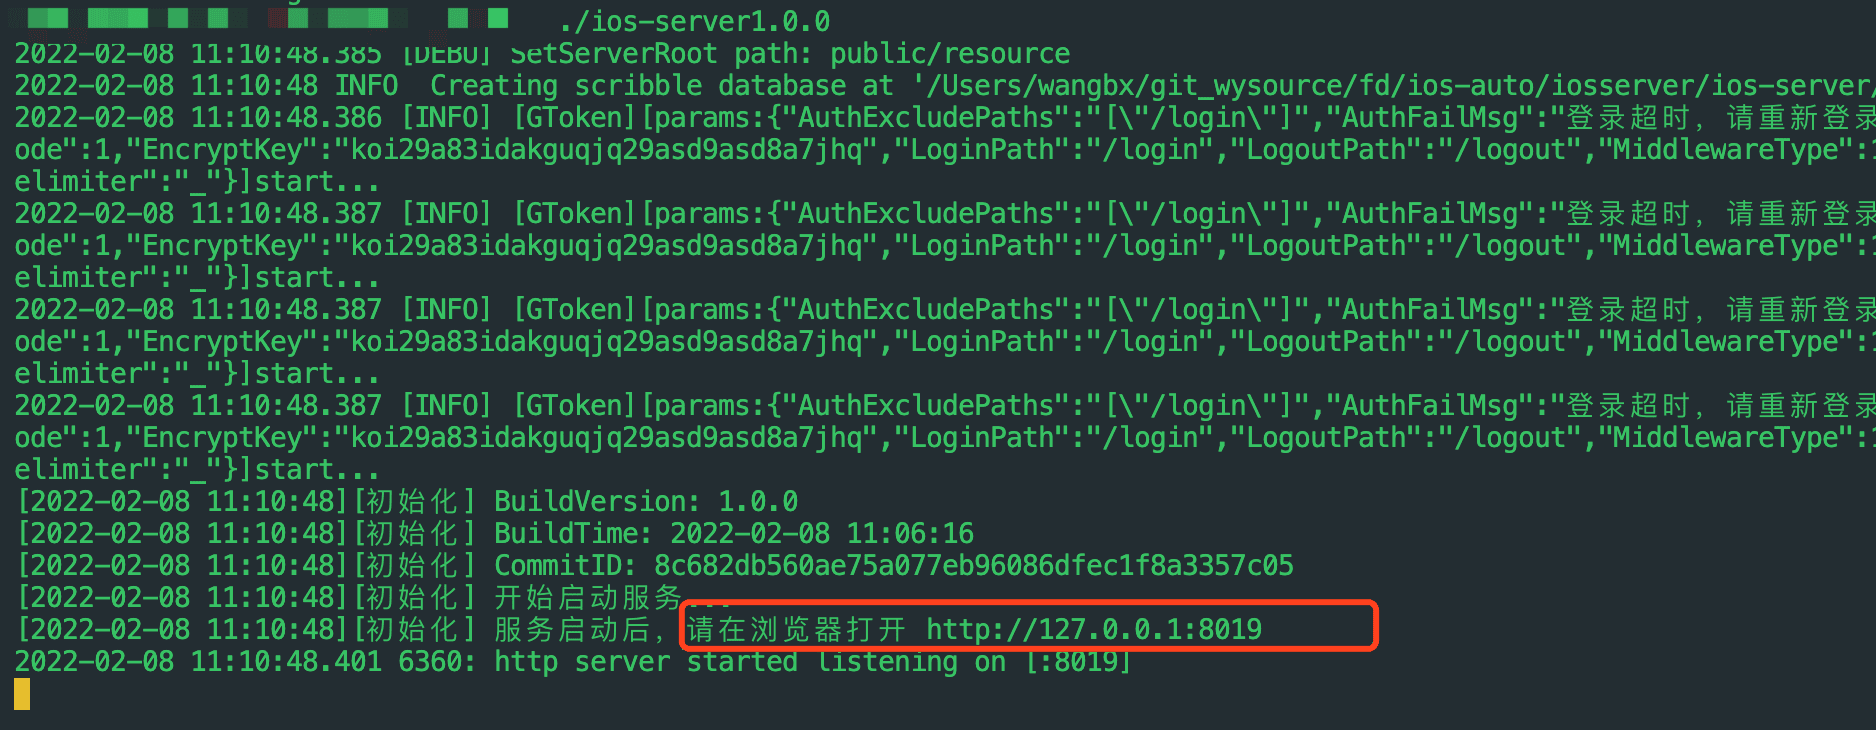 ./ios-server1.0.0
2022-02-08 11:10:48.385 [DEBU] SetServerRoot path: public/resource
2022-02-08 11:10:48 INFO  Creating scribble database at '/Users/wangbx/git_wysource/fd/ios-auto/iosserver/ios-server/
2022-02-08 11:10:48.386 [INFO] [GToken][params:{"AuthExcludePaths":"[\"/login\"]","AuthFailMsg":"登录超时，请重新登录
ode":1,"EncryptKey":"koi29a83idakguqjq29asd9asd8a7jhq","LoginPath":"/login","LogoutPath":"/logout","MiddlewareType":1
elimiter":"_"}]start...
2022-02-08 11:10:48.387 [INFO] [GToken][params:{"AuthExcludePaths":"[\"/login\"]","AuthFailMsg":"登录超时，请重新登录
ode":1,"EncryptKey":"koi29a83idakguqjq29asd9asd8a7jhq","LoginPath":"/login","LogoutPath":"/logout","MiddlewareType":1
elimiter":"_"}]start...
2022-02-08 11:10:48.387 [INFO] [GToken][params:{"AuthExcludePaths":"[\"/login\"]","AuthFailMsg":"登录超时，请重新登录
ode":1,"EncryptKey":"koi29a83idakguqjq29asd9asd8a7jhq","LoginPath":"/login","LogoutPath":"/logout","MiddlewareType":1
elimiter":"_"}]start...
2022-02-08 11:10:48.387 [INFO] [GToken][params:{"AuthExcludePaths":"[\"/login\"]","AuthFailMsg":"登录超时，请重新登录
ode":1,"EncryptKey":"koi29a83idakguqjq29asd9asd8a7jhq","LoginPath":"/login","LogoutPath":"/logout","MiddlewareType":1
elimiter":"_"}]start...
[2022-02-08 11:10:48][初始化] BuildVersion: 1.0.0
[2022-02-08 11:10:48][初始化] BuildTime: 2022-02-08 11:06:16
[2022-02-08 11:10:48][初始化] CommitID: 8c682db560ae75a077eb96086dfec1f8a3357c05
[2022-02-08 11:10:48][初始化] 开始启动服务...
[2022-02-08 11:10:48][初始化] 服务启动后，请在浏览器打开 http://127.0.0.1:8019
2022-02-08 11:10:48.401 6360: http server started listening on [:8019]